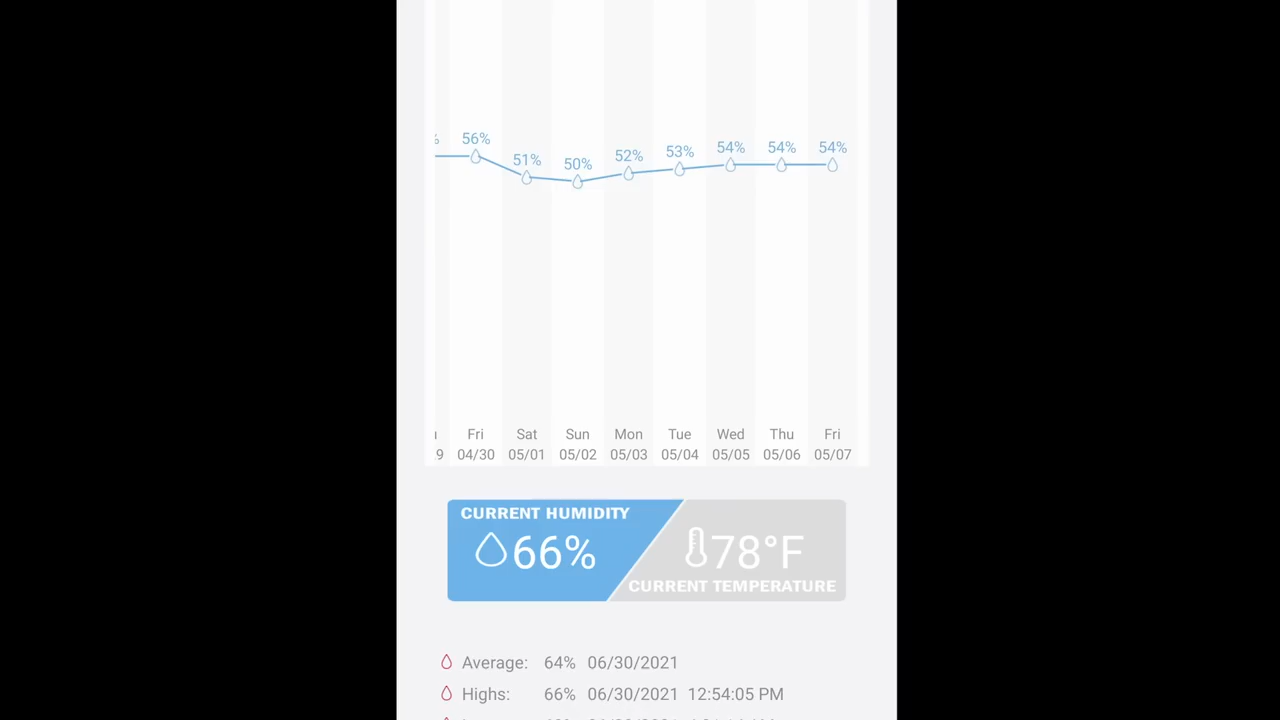 56%
51% 50% 52% 53% 54% 54% 54%
Fri Sat Sun Mon Tue Wed Thu Fri
9 04/30 05/01 05/02 05/03 05/04 05/05 05/06 05/07
CURRENT HUMIDITY
66% 78°F
CURRENT TEMPERATURE
Average: 64% 06/30/2021
Highs: 66% 06/30/2021 12:54:05 PM